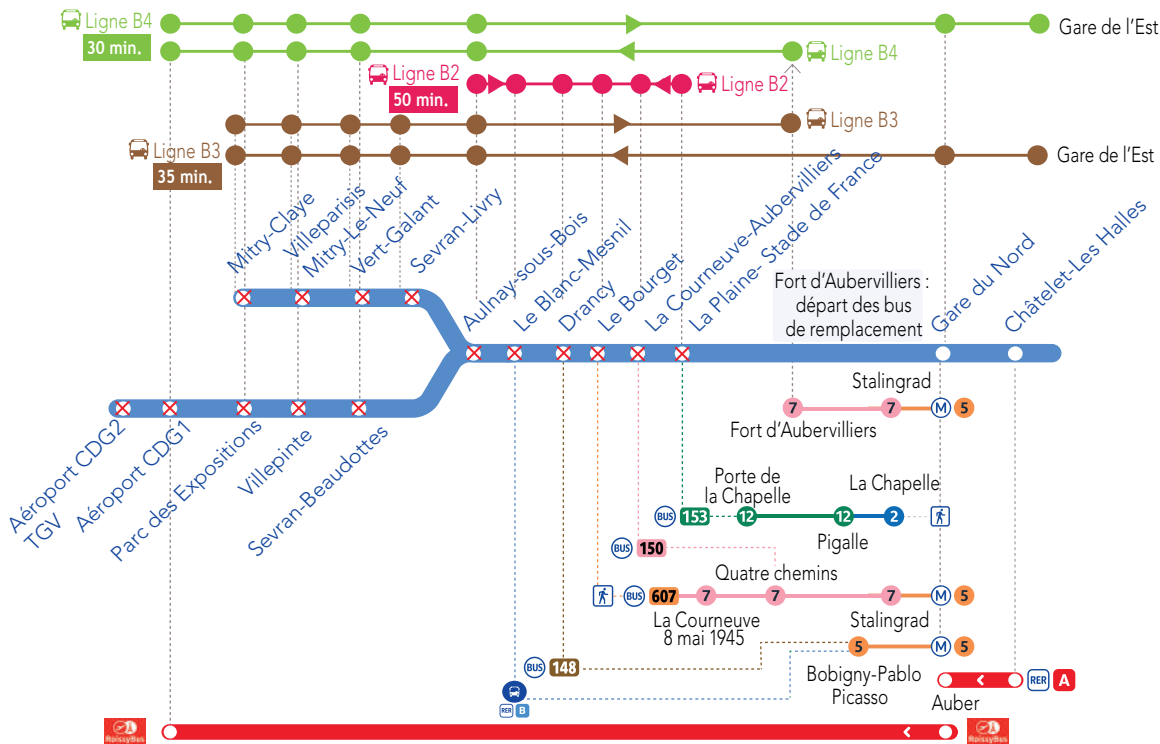 Ligne B4
30 min.
Gare de l'Est
Ligne B4
Ligne B2
50 min.
Ligne B2
Ligne B3
Ligne B3
35 min.
Gare de l'Est
Mitry-Claye
Villeparisis
Mitry-Le-Neuf
Vert-Galant
Sevran-Livry
Aulnay-sous-Bois
Le Blanc-Mesnil
Drancy
Le Bourget
La Courneuve-Aubervilliers
La Plaine- Stade de France
Fort d'Aubervilliers :
départ des bus
de remplacement
Gare du Nord
Châtelet-Les Halles
Aéroport CDG2
TGV
Aéroport CDG1
Parc des Expositions
Villepinte
Sevran-Beaudottes
Stalingrad
7
7
M
5
Fort d'Aubervilliers
Porte de
la Chapelle
La Chapelle
BUS
153
12
12
2
Pigalle
BUS
150
Quatre chemins
BUS
607
7
7
7
M
5
La Courneuve
8 mai 1945
Stalingrad
BUS
148
5
M
5
Bobigny-Pablo
Picasso
RER
B
RER
A
Auber
RoissyBus
RoissyBus